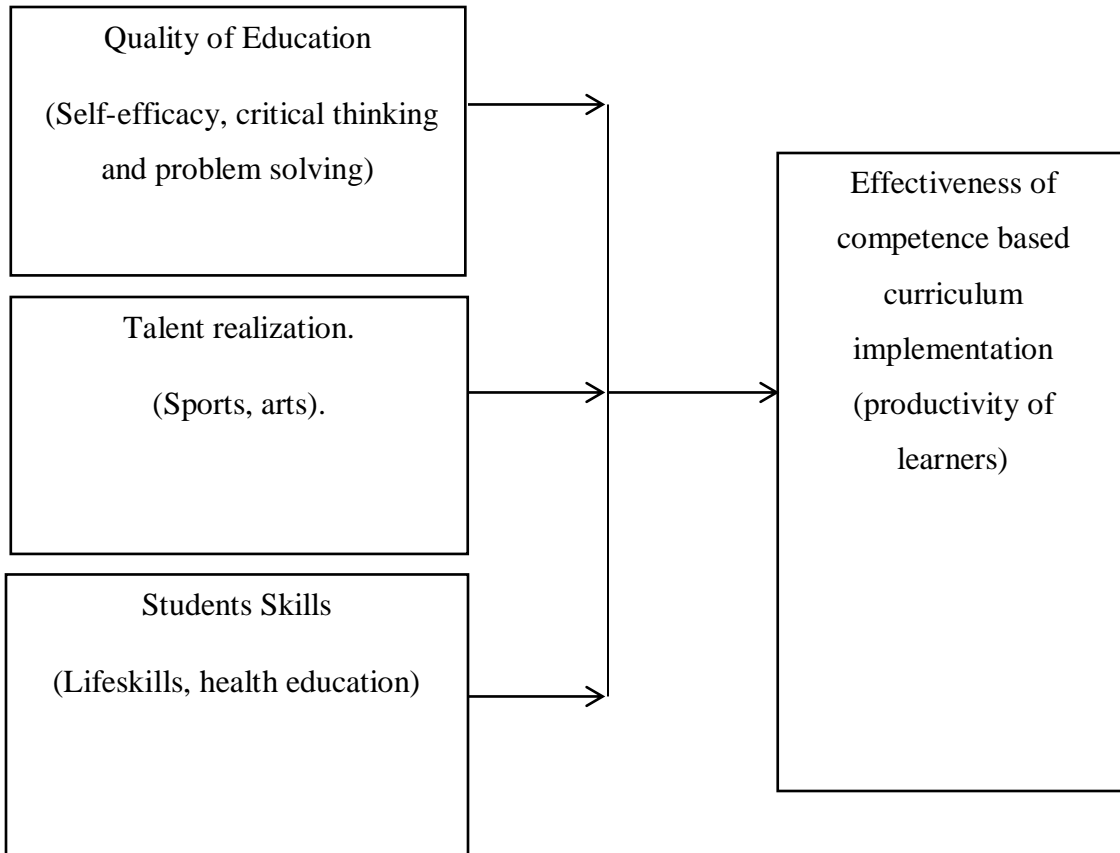 Quality of Education
(Self-efficacy, critical thinking
and problem solving)
Talent realization.
(Sports, arts).
Students Skills
(Lifeskills, health education)
Effectiveness of
competence based
curriculum
implementation
(productivity of
learners)